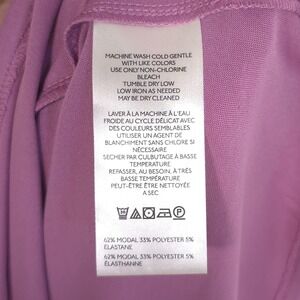 MACHINE WASH COLD GENTLE
WITH LIKE COLORS
USE ONLY NON-CHLORINE
BLEACH
TUMBLE DRY LOW
LOW IRON AS NEEDED
MAY BE DRY CLEANED
LAVER À LA MACHINE À L'EAU
FROIDE AU CYCLE DÉLICAT AVEC
DES COULEURS SEMBLABLES
UTILISER UN AGENT DE
BLANCHIMENT SANS CHLORE SI
NÉCESSAIRE
SECHER PAR CULBUTAGE À BASSE
TEMPERATURE
REPASSER, AU BESOIN, À TRÈS
BASSE TEMPÉRATURE
PEUT-ÊTRE ÊTRE NETTOYÉE
A SEC
62% MODAL 33% POLYESTER 5%
ELASTANE
62% MODAL 33% POLYESTER 5%
ÉLASTHANNE